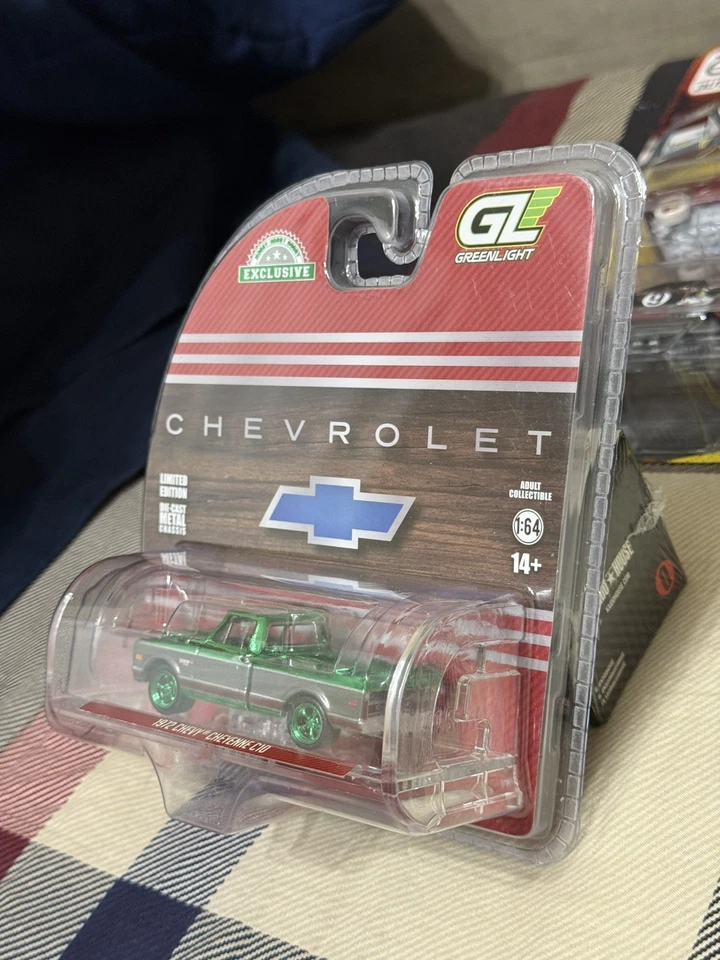 GL
GREENLIGHT
EXCLUSIVE
CHEVROLET
LIMITED
EDITION
DIE-CAST
METAL
CHASSIS
ADULT
COLLECTIBLE
1:64
14+
1972 CHEVY® CHEYENNE C10
HOUSE